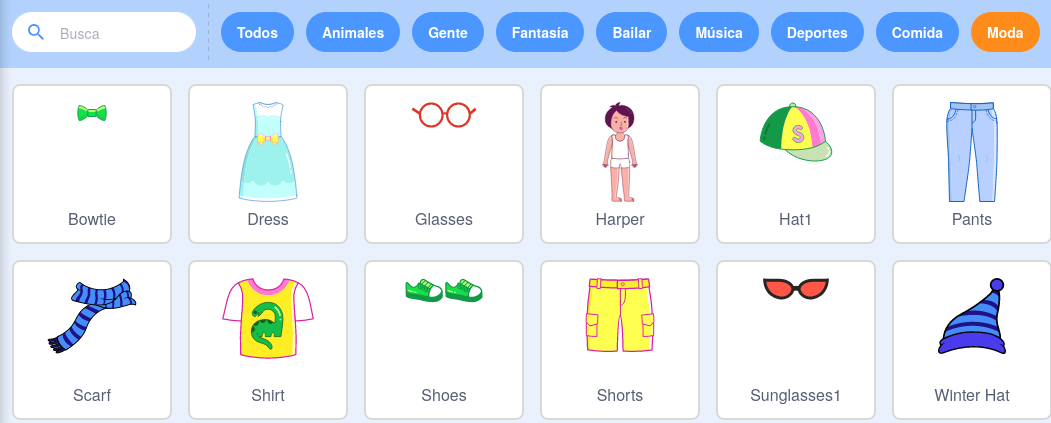 Busca
Todos
Animales
Gente
Fantasía
Bailar
Música
Deportes
Comida
Moda
S
Bowtie
Dress
Glasses
Harper
Hat1
Pants
Scarf
Shirt
Shoes
Shorts
Sunglasses1
Winter Hat